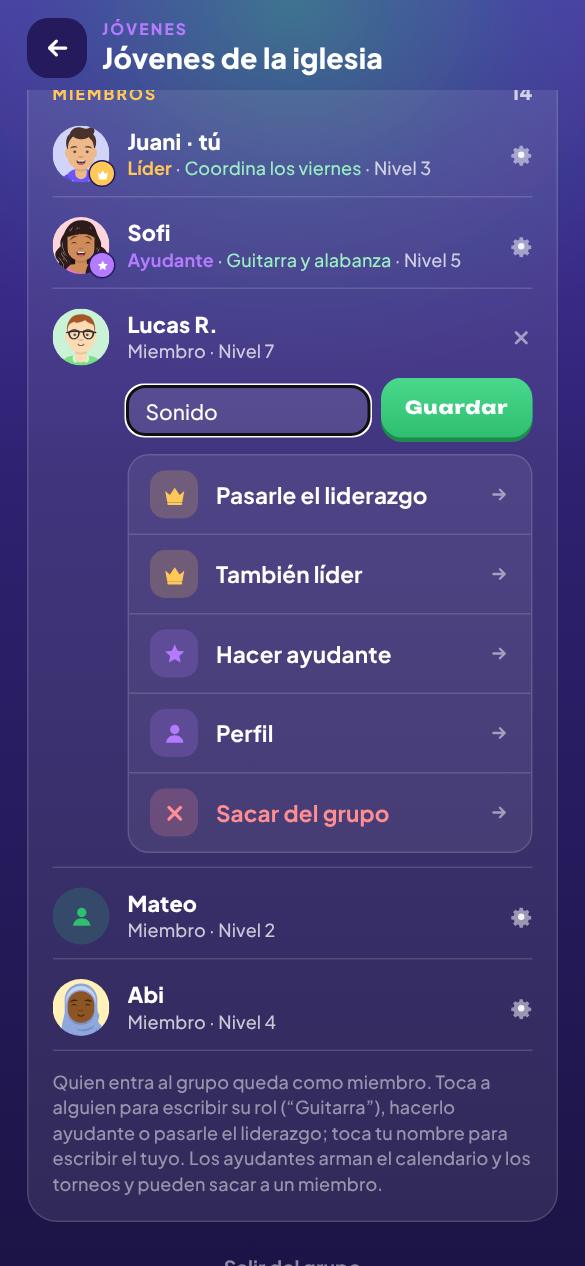 JÓVENES
Jóvenes de la iglesia
MIEMBROS 14
Juani · tú
Líder · Coordina los viernes · Nivel 3
Sofi
Ayudante · Guitarra y alabanza · Nivel 5
Lucas R.
Miembro · Nivel 7
Sonido
Guardar
Pasarle el liderazgo
También líder
Hacer ayudante
Perfil
Sacar del grupo
Mateo
Miembro · Nivel 2
Abi
Miembro · Nivel 4
Quien entra al grupo queda como miembro. Toca a
alguien para escribir su rol (“Guitarra”), hacerlo
ayudante o pasarle el liderazgo; toca tu nombre para
escribir el tuyo. Los ayudantes arman el calendario y los
torneos y pueden sacar a un miembro.
Salir del grupo